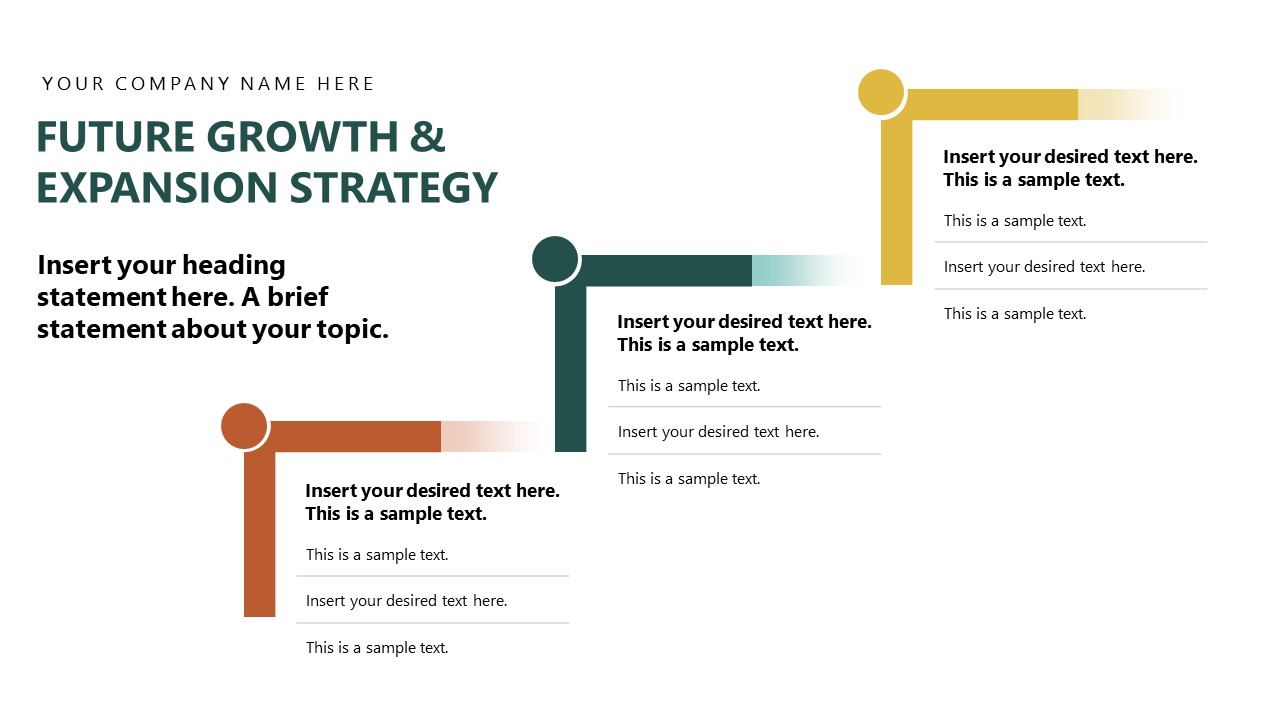 YOUR COMPANY NAME HERE
FUTURE GROWTH &
EXPANSION STRATEGY
Insert your heading
statement here. A brief
statement about your topic.
Insert your desired text here.
This is a sample text.
This is a sample text.
Insert your desired text here.
This is a sample text.
Insert your desired text here.
This is a sample text.
This is a sample text.
Insert your desired text here.
This is a sample text.
Insert your desired text here.
This is a sample text.
This is a sample text.
Insert your desired text here.
This is a sample text.